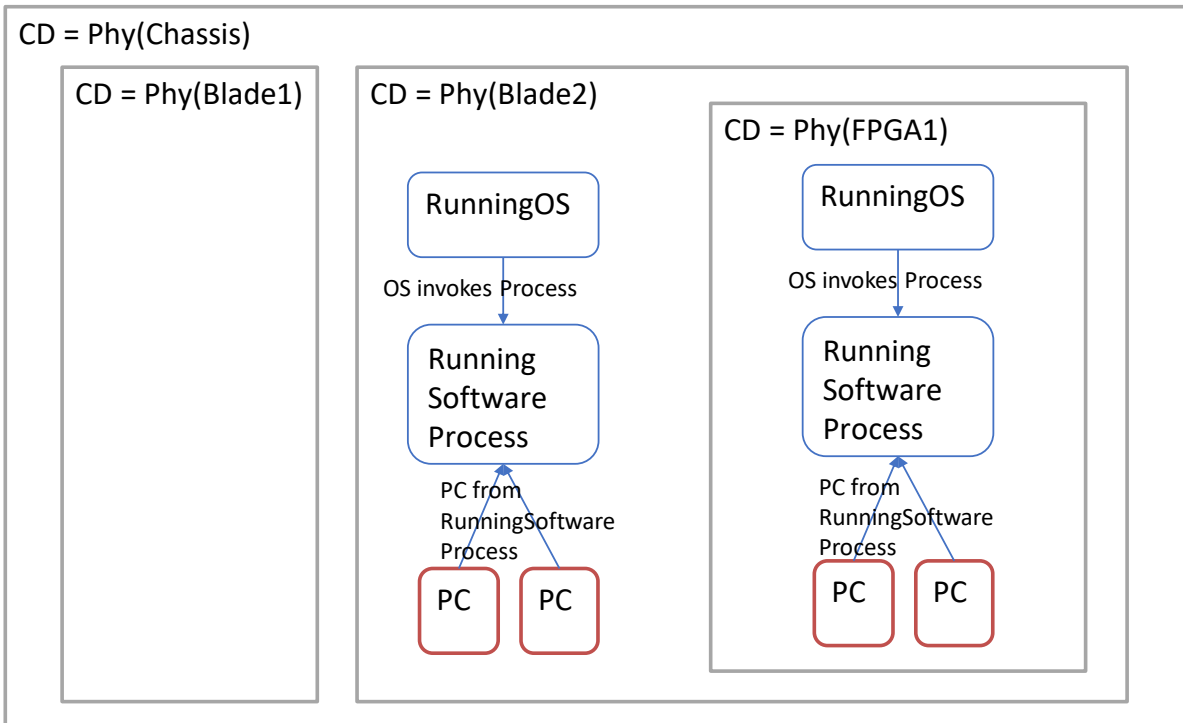 CD = Phy(Chassis)
CD = Phy(Blade1)
CD = Phy(Blade2)
RunningOS
OS invokes Process
Running
Software
Process
PC from
RunningSoftware
Process
PC
PC
CD = Phy(FPGA1)
RunningOS
OS invokes Process
Running
Software
Process
PC from
RunningSoftware
Process
PC
PC